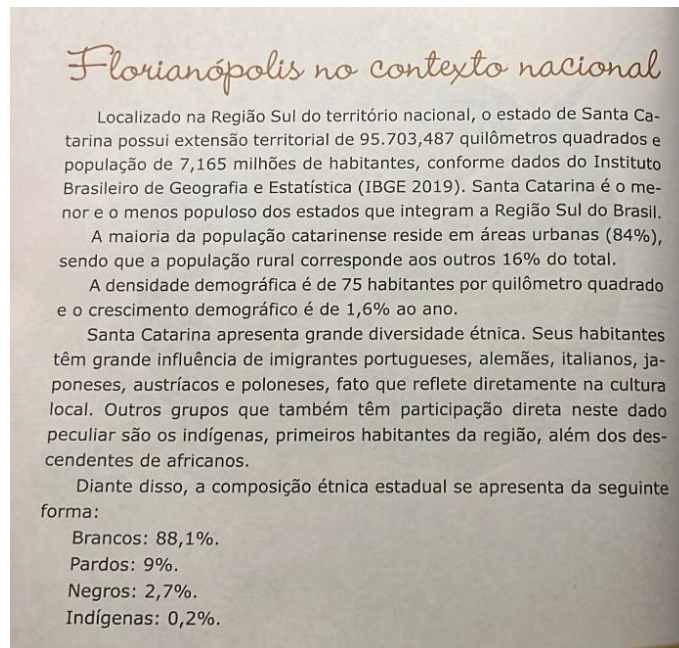 Florianópolis no contexto nacional
Localizado na Região Sul do território nacional, o estado de Santa Ca-
tarina possui extensão territorial de 95.703,487 quilômetros quadrados e
população de 7,165 milhões de habitantes, conforme dados do Instituto
Brasileiro de Geografia e Estatística (IBGE 2019). Santa Catarina é o me-
nor e o menos populoso dos estados que integram a Região Sul do Brasil.
A maioria da população catarinense reside em áreas urbanas (84%),
sendo que a população rural corresponde aos outros 16% do total.
A densidade demográfica é de 75 habitantes por quilômetro quadrado
e o crescimento demográfico é de 1,6% ao ano.
Santa Catarina apresenta grande diversidade étnica. Seus habitantes
têm grande influência de imigrantes portugueses, alemães, italianos, ja-
poneses, austríacos e poloneses, fato que reflete diretamente na cultura
local. Outros grupos que também têm participação direta neste dado
peculiar são os indígenas, primeiros habitantes da região, além dos des-
cendentes de africanos.
Diante disso, a composição étnica estadual se apresenta da seguinte
forma:
Brancos: 88,1%.
Pardos: 9%.
Negros: 2,7%.
Indígenas: 0,2%.